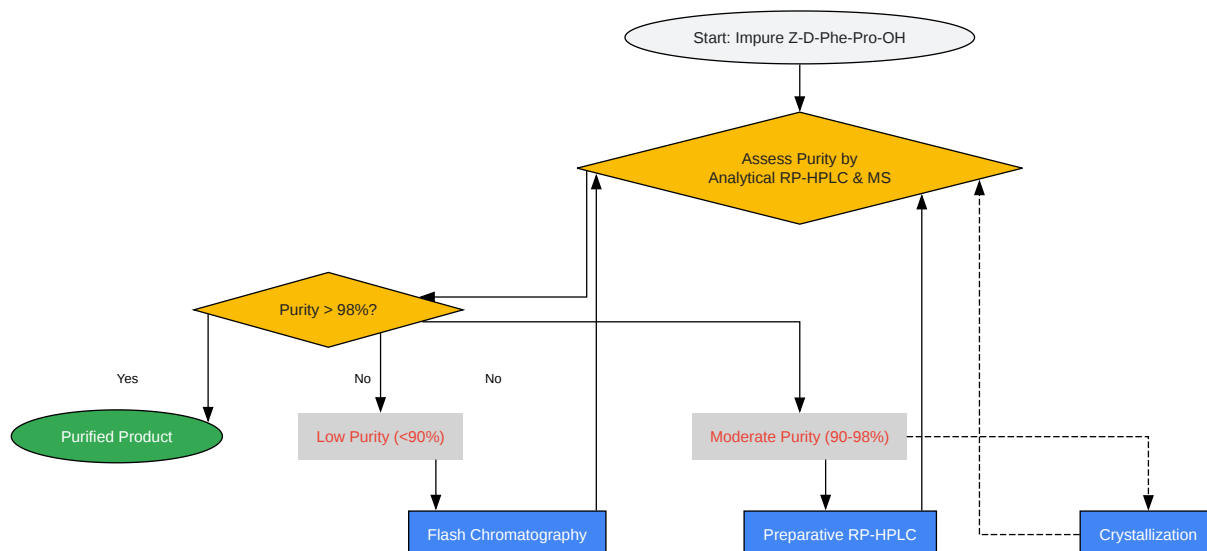 Start: Impure Z-D-Phe-Pro-OH
Assess Purity by
Analytical RP-HPLC & MS
Purity > 98%?
Yes
No
No
Purified Product
Low Purity (<90%)
Moderate Purity (90-98%)
Flash Chromatography
Preparative RP-HPLC
Crystallization